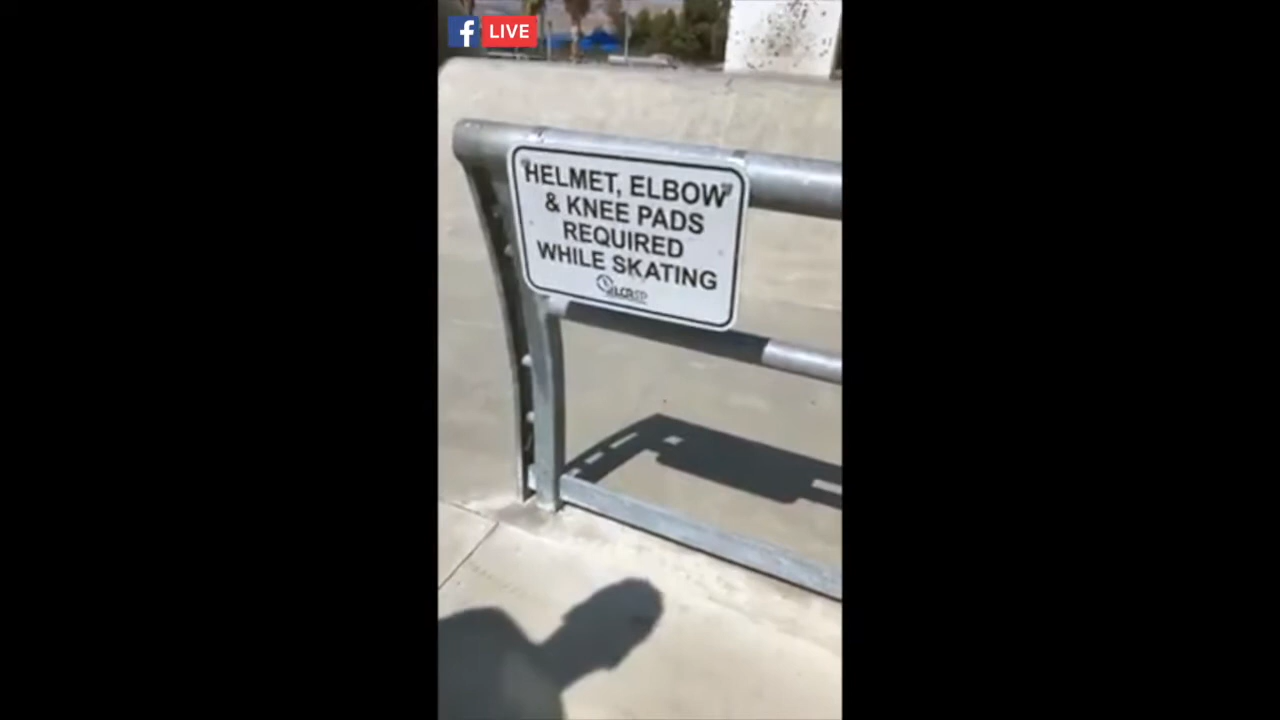 f LIVE
HELMET, ELBOW
& KNEE PADS
REQUIRED
WHILE SKATING